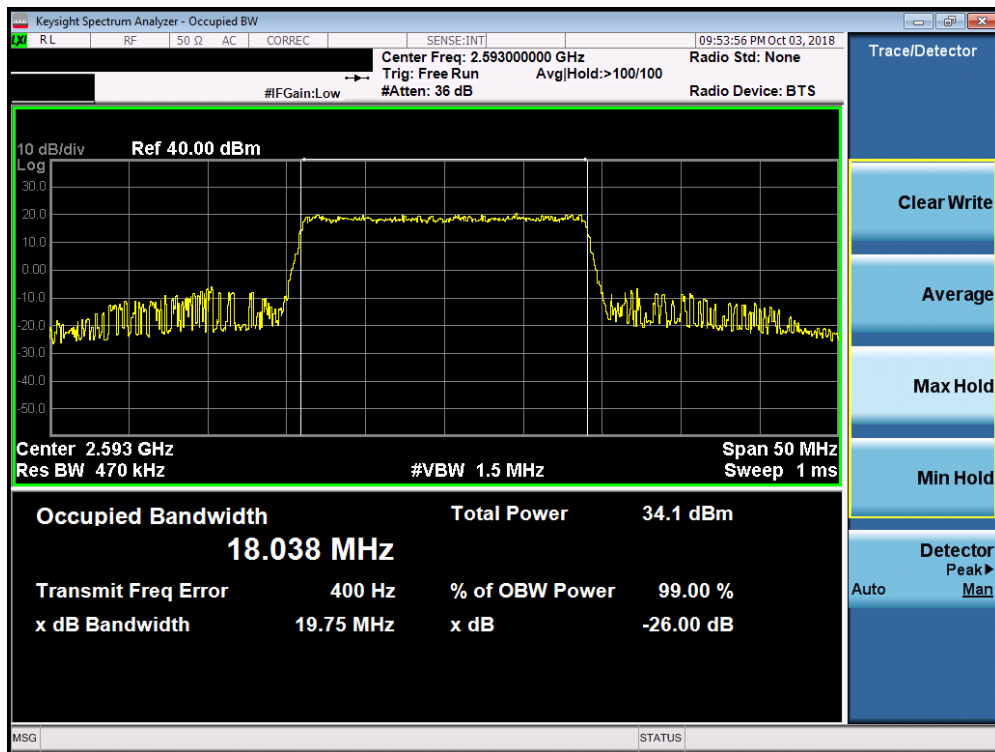 Keysight Spectrum Analyzer - Occupied BW
LXI RL RF 50 Ω AC CORREC SENSE:INT 09:53:56 PM Oct 03, 2018
Center Freq: 2.593000000 GHz Radio Std: None
Trig: Free Run Avg|Hold:>100/100
#IFGain:Low #Atten: 36 dB Radio Device: BTS
10 dB/div Ref 40.00 dBm
Log
30.0
20.0
10.0
0.00
-10.0
-20.0
-30.0
-40.0
-50.0
Center 2.593 GHz Span 50 MHz
Res BW 470 kHz #VBW 1.5 MHz Sweep 1 ms
Occupied Bandwidth Total Power 34.1 dBm
18.038 MHz
Transmit Freq Error 400 Hz % of OBW Power 99.00 %
x dB Bandwidth 19.75 MHz x dB -26.00 dB
MSG STATUS
Trace/Detector
Clear Write
Average
Max Hold
Min Hold
Detector
Peak▶
Auto Man